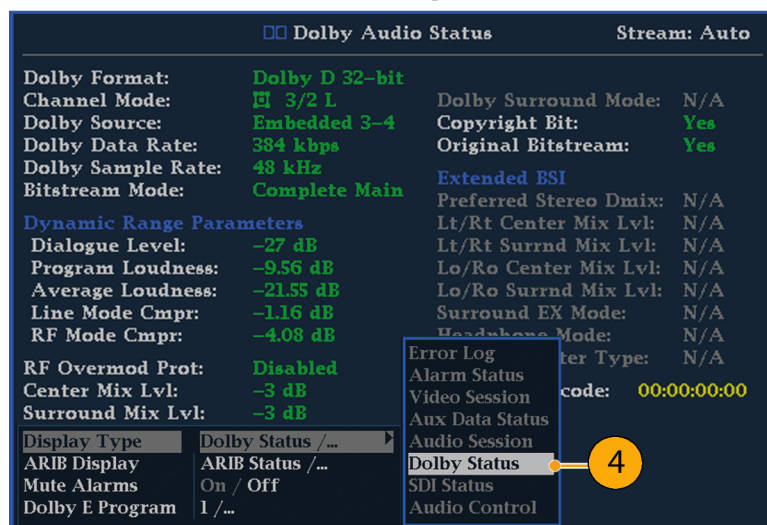 Dolby Audio Status Stream: Auto
Dolby Format: Dolby D 32-bit
Channel Mode: 3/2 L
Dolby Source: Embedded 3-4
Dolby Data Rate: 384 kbps
Dolby Sample Rate: 48 kHz
Bitstream Mode: Complete Main
Dynamic Range Parameters
Dialogue Level: -27 dB
Program Loudness: -9.56 dB
Average Loudness: -21.55 dB
Line Mode Cmpr: -1.16 dB
RF Mode Cmpr: -4.08 dB
RF Overmod Prot: Disabled
Center Mix Lvl: -3 dB
Surround Mix Lvl: -3 dB
Dolby Surround Mode: N/A
Copyright Bit: Yes
Original Bitstream: Yes
Extended BSI
Preferred Stereo Dmix: N/A
Lt/Rt Center Mix Lvl: N/A
Lt/Rt Surrnd Mix Lvl: N/A
Lo/Ro Center Mix Lvl: N/A
Lo/Ro Surrnd Mix Lvl: N/A
Surround EX Mode: N/A
Headphone Mode: N/A
ter Type: N/A
code: 00:00:00:00
Display Type Dolby Status /...
ARIB Display ARIB Status /...
Mute Alarms On / Off
Dolby E Program 1 /...
Error Log
Alarm Status
Video Session
Aux Data Status
Audio Session
Dolby Status
SDI Status
Audio Control
4